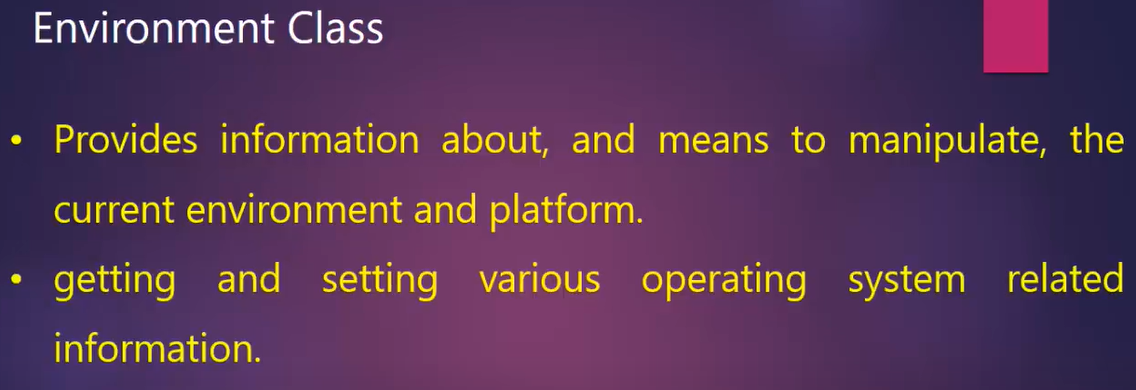 Environment Class
• Provides information about, and means to manipulate, the
current environment and platform.
• getting and setting various operating system related
information.